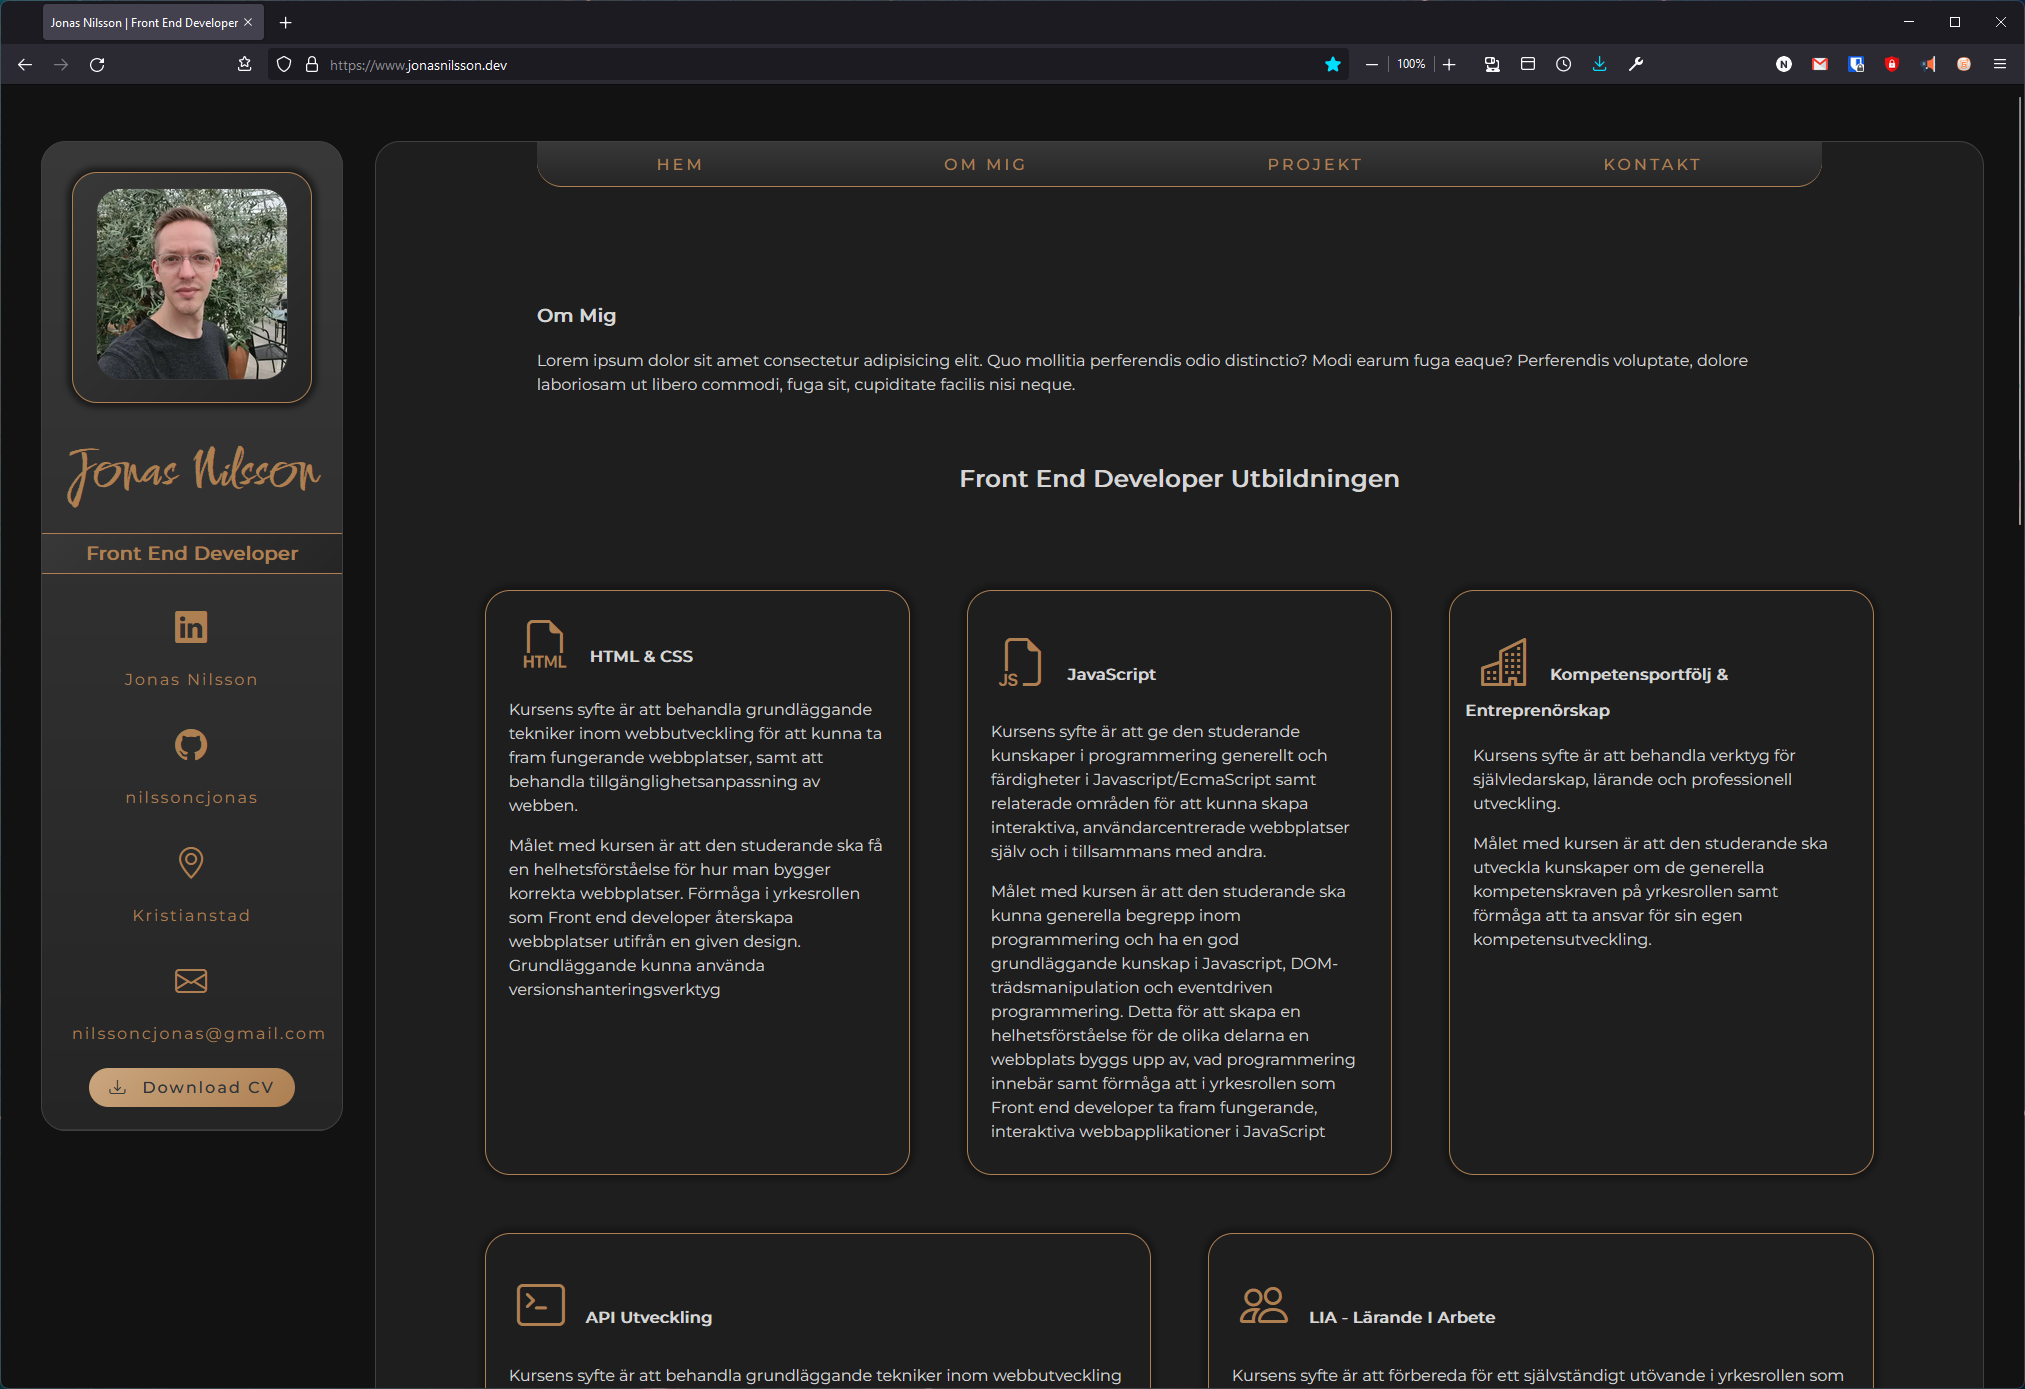 Jonas Nilsson | Front End Developer
https://www.jonasnilsson.dev
100%
HEM
OM MIG
PROJEKT
KONTAKT
Jonas Nilsson
Front End Developer
Jonas Nilsson
nilssoncjonas
Kristianstad
nilssoncjonas@gmail.com
Download CV
Om Mig
Lorem ipsum dolor sit amet consectetur adipisicing elit. Quo mollitia perferendis odio distinctio? Modi earum fuga eaque? Perferendis voluptate, dolore
laboriosam ut libero commodi, fuga sit, cupiditate facilis nisi neque.
Front End Developer Utbildningen
HTML
HTML & CSS
Kursens syfte är att behandla grundläggande
tekniker inom webbutveckling för att kunna ta
fram fungerande webbplatser, samt att
behandla tillgänglighetsanpassning av
webben.
Målet med kursen är att den studerande ska få
en helhetsförståelse för hur man bygger
korrekta webbplatser. Förmåga i yrkesrollen
som Front end developer återskapa
webbplatser utifrån en given design.
Grundläggande kunna använda
versionshanteringsverktyg
JS
JavaScript
Kursens syfte är att ge den studerande
kunskaper i programmering generellt och
färdigheter i Javascript/EcmaScript samt
relaterade områden för att kunna skapa
interaktiva, användarcentrerade webbplatser
själv och i tillsammans med andra.
Målet med kursen är att den studerande ska
kunna generella begrepp inom
programmering och ha en god
grundläggande kunskap i Javascript, DOM-
trädsmanipulation och eventdriven
programmering. Detta för att skapa en
helhetsförståelse för de olika delarna en
webbplats byggs upp av, vad programmering
innebär samt förmåga att i yrkesrollen som
Front end developer ta fram fungerande,
interaktiva webbapplikationer i JavaScript
Kompetensportfölj &
Entreprenörskap
Kursens syfte är att behandla verktyg för
självledarskap, lärande och professionell
utveckling.
Målet med kursen är att den studerande ska
utveckla kunskaper om de generella
kompetenskraven på yrkesrollen samt
förmåga att ta ansvar för sin egen
kompetensutveckling.
API Utveckling
Kursens syfte är att behandla grundläggande tekniker inom webbutveckling
LIA - Lärande I Arbete
Kursens syfte är att förbereda för ett självständigt utövande i yrkesrollen som